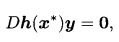 Dh(x*)y = 0,